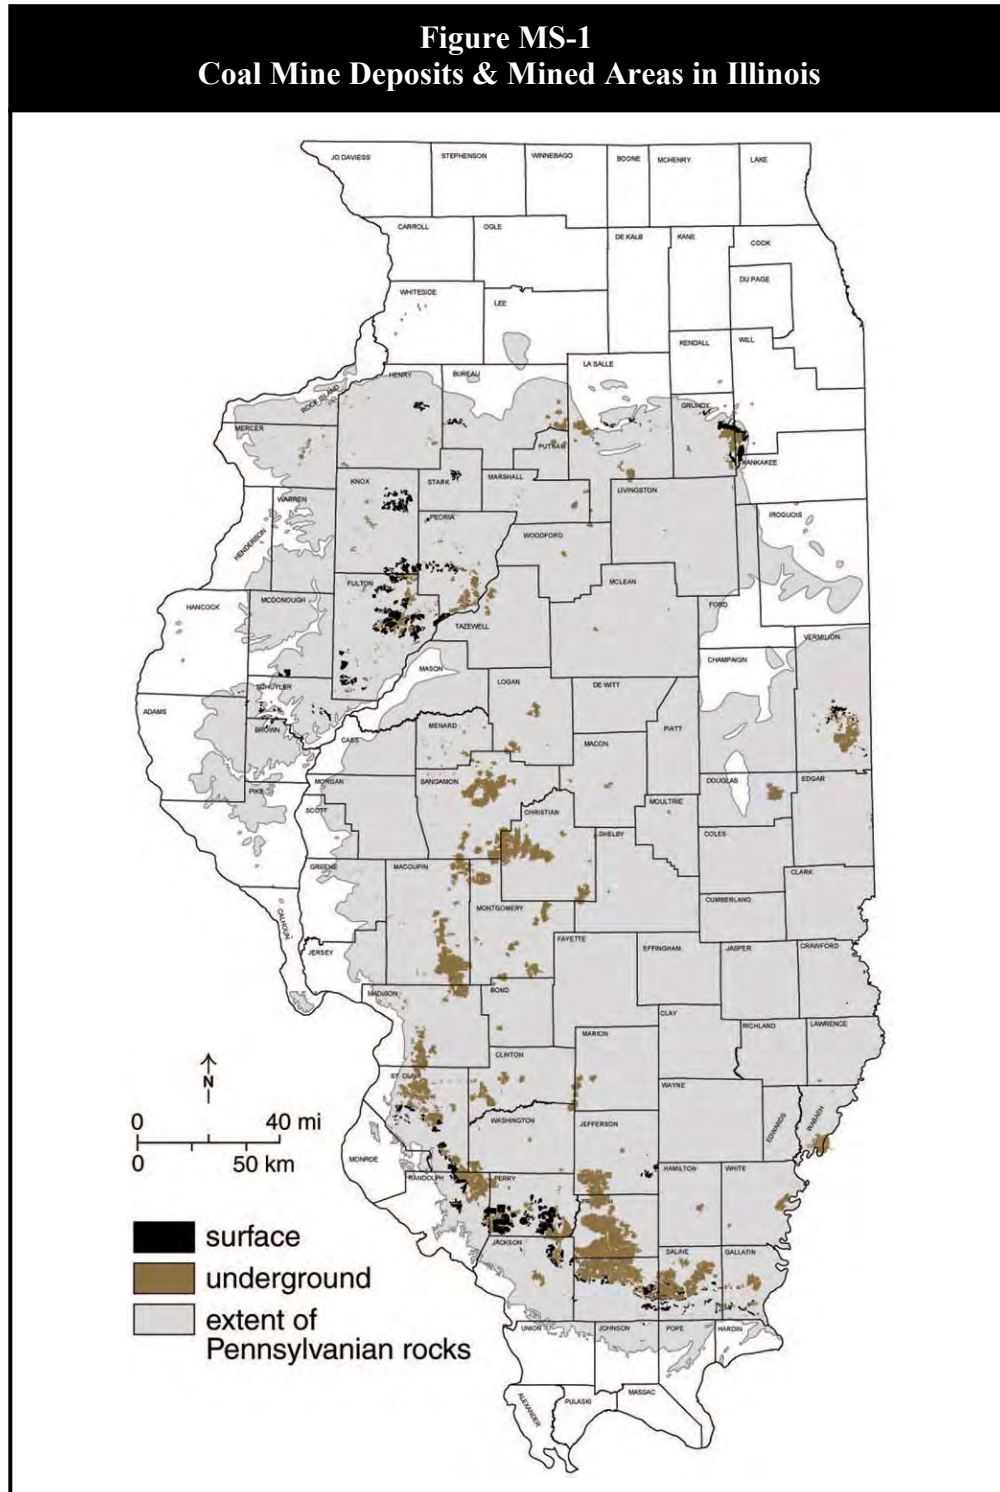 Figure MS-1
Coal Mine Deposits & Mined Areas in Illinois
JO DAVIESS
STEPHENSON
WINNEBAGO
BOONE
MCHENRY
LAKE
CARROLL
OGLE
DE KALB
KANE
COOK
DU PAGE
WHITESIDE
LEE
KENDALL
WILL
LA SALLE
HENRY
BUREAU
ROCK ISLAND
GRUNDY
MERCER
PUTNAM
KANKAKEE
KNOX
STARK
MARSHALL
LIVINGSTON
WARREN
PEORIA
IROQUOIS
HENDERSON
WOODFORD
FULTON
MCLEAN
HANCOCK
MCDONOUGH
FORD
TAZEWELL
VERMILION
MASON
CHAMPAIGN
SCHUYLER
LOGAN
DE WITT
ADAMS
BROWN
MENARD
PIATT
CASS
MACON
MORGAN
SANGAMON
DOUGLAS
EDGAR
PIKE
SCOTT
CHRISTIAN
MOULTRIE
SHELBY
COLES
GREENE
MACOUPIN
CLARK
CUMBERLAND
CALHOUN
MONTGOMERY
FAYETTE
EFFINGHAM
JASPER
CRAWFORD
JERSEY
MADISON
BOND
CLAY
RICHLAND
LAWRENCE
MARION
CLINTON
ST. CLAIR
WAYNE
EDWARDS
WABASH
WASHINGTON
JEFFERSON
MONROE
RANDOLPH
PERRY
HAMILTON
WHITE
JACKSON
SALINE
GALLATIN
UNION
JOHNSON
POPE
HARDIN
ALEXANDER
PULASKI
MASSAC
N
0 40 mi
0 50 km
surface
underground
extent of
Pennsylvanian rocks